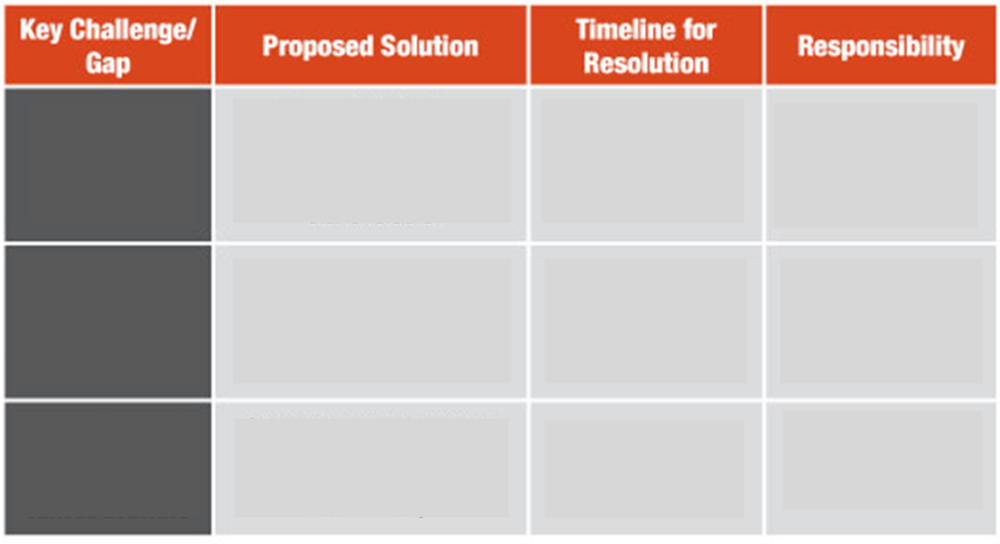 Key Challenge/
Gap
Proposed Solution
Timeline for
Resolution
Responsibility